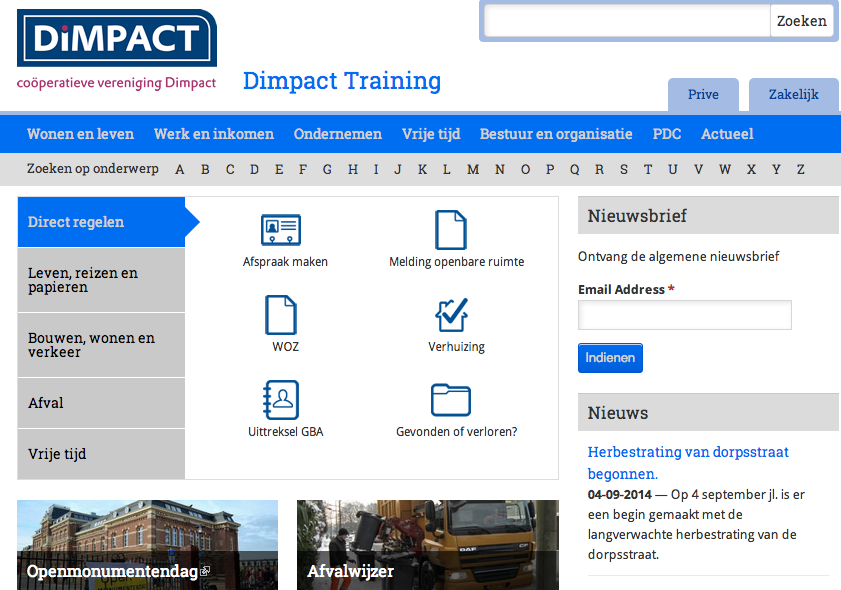 DiMPACT
coöperatieve vereniging Dimpact
Dimpact Training
Zoeken
Prive
Zakelijk
Wonen en leven Werk en inkomen Ondernemen Vrije tijd Bestuur en organisatie PDC Actueel
Zoeken op onderwerp A B C D E F G H I J K L M N O P Q R S T U V W X Y Z
Direct regelen
Leven, reizen en
papieren
Bouwen, wonen en
verkeer
Afval
Vrije tijd
Afspraak maken
Melding openbare ruimte
WOZ
Verhuizing
Uittreksel GBA
Gevonden of verloren?
Openmonumentendag
DAF
Afvalwijzer
Nieuwsbrief
Ontvang de algemene nieuwsbrief
Email Address *
Indienen
Nieuws
Herbestrating van dorpsstraat
begonnen.
04-09-2014 — Op 4 september jl. is er
een begin gemaakt met de
langverwachte herbestrating van de
dorpsstraat.